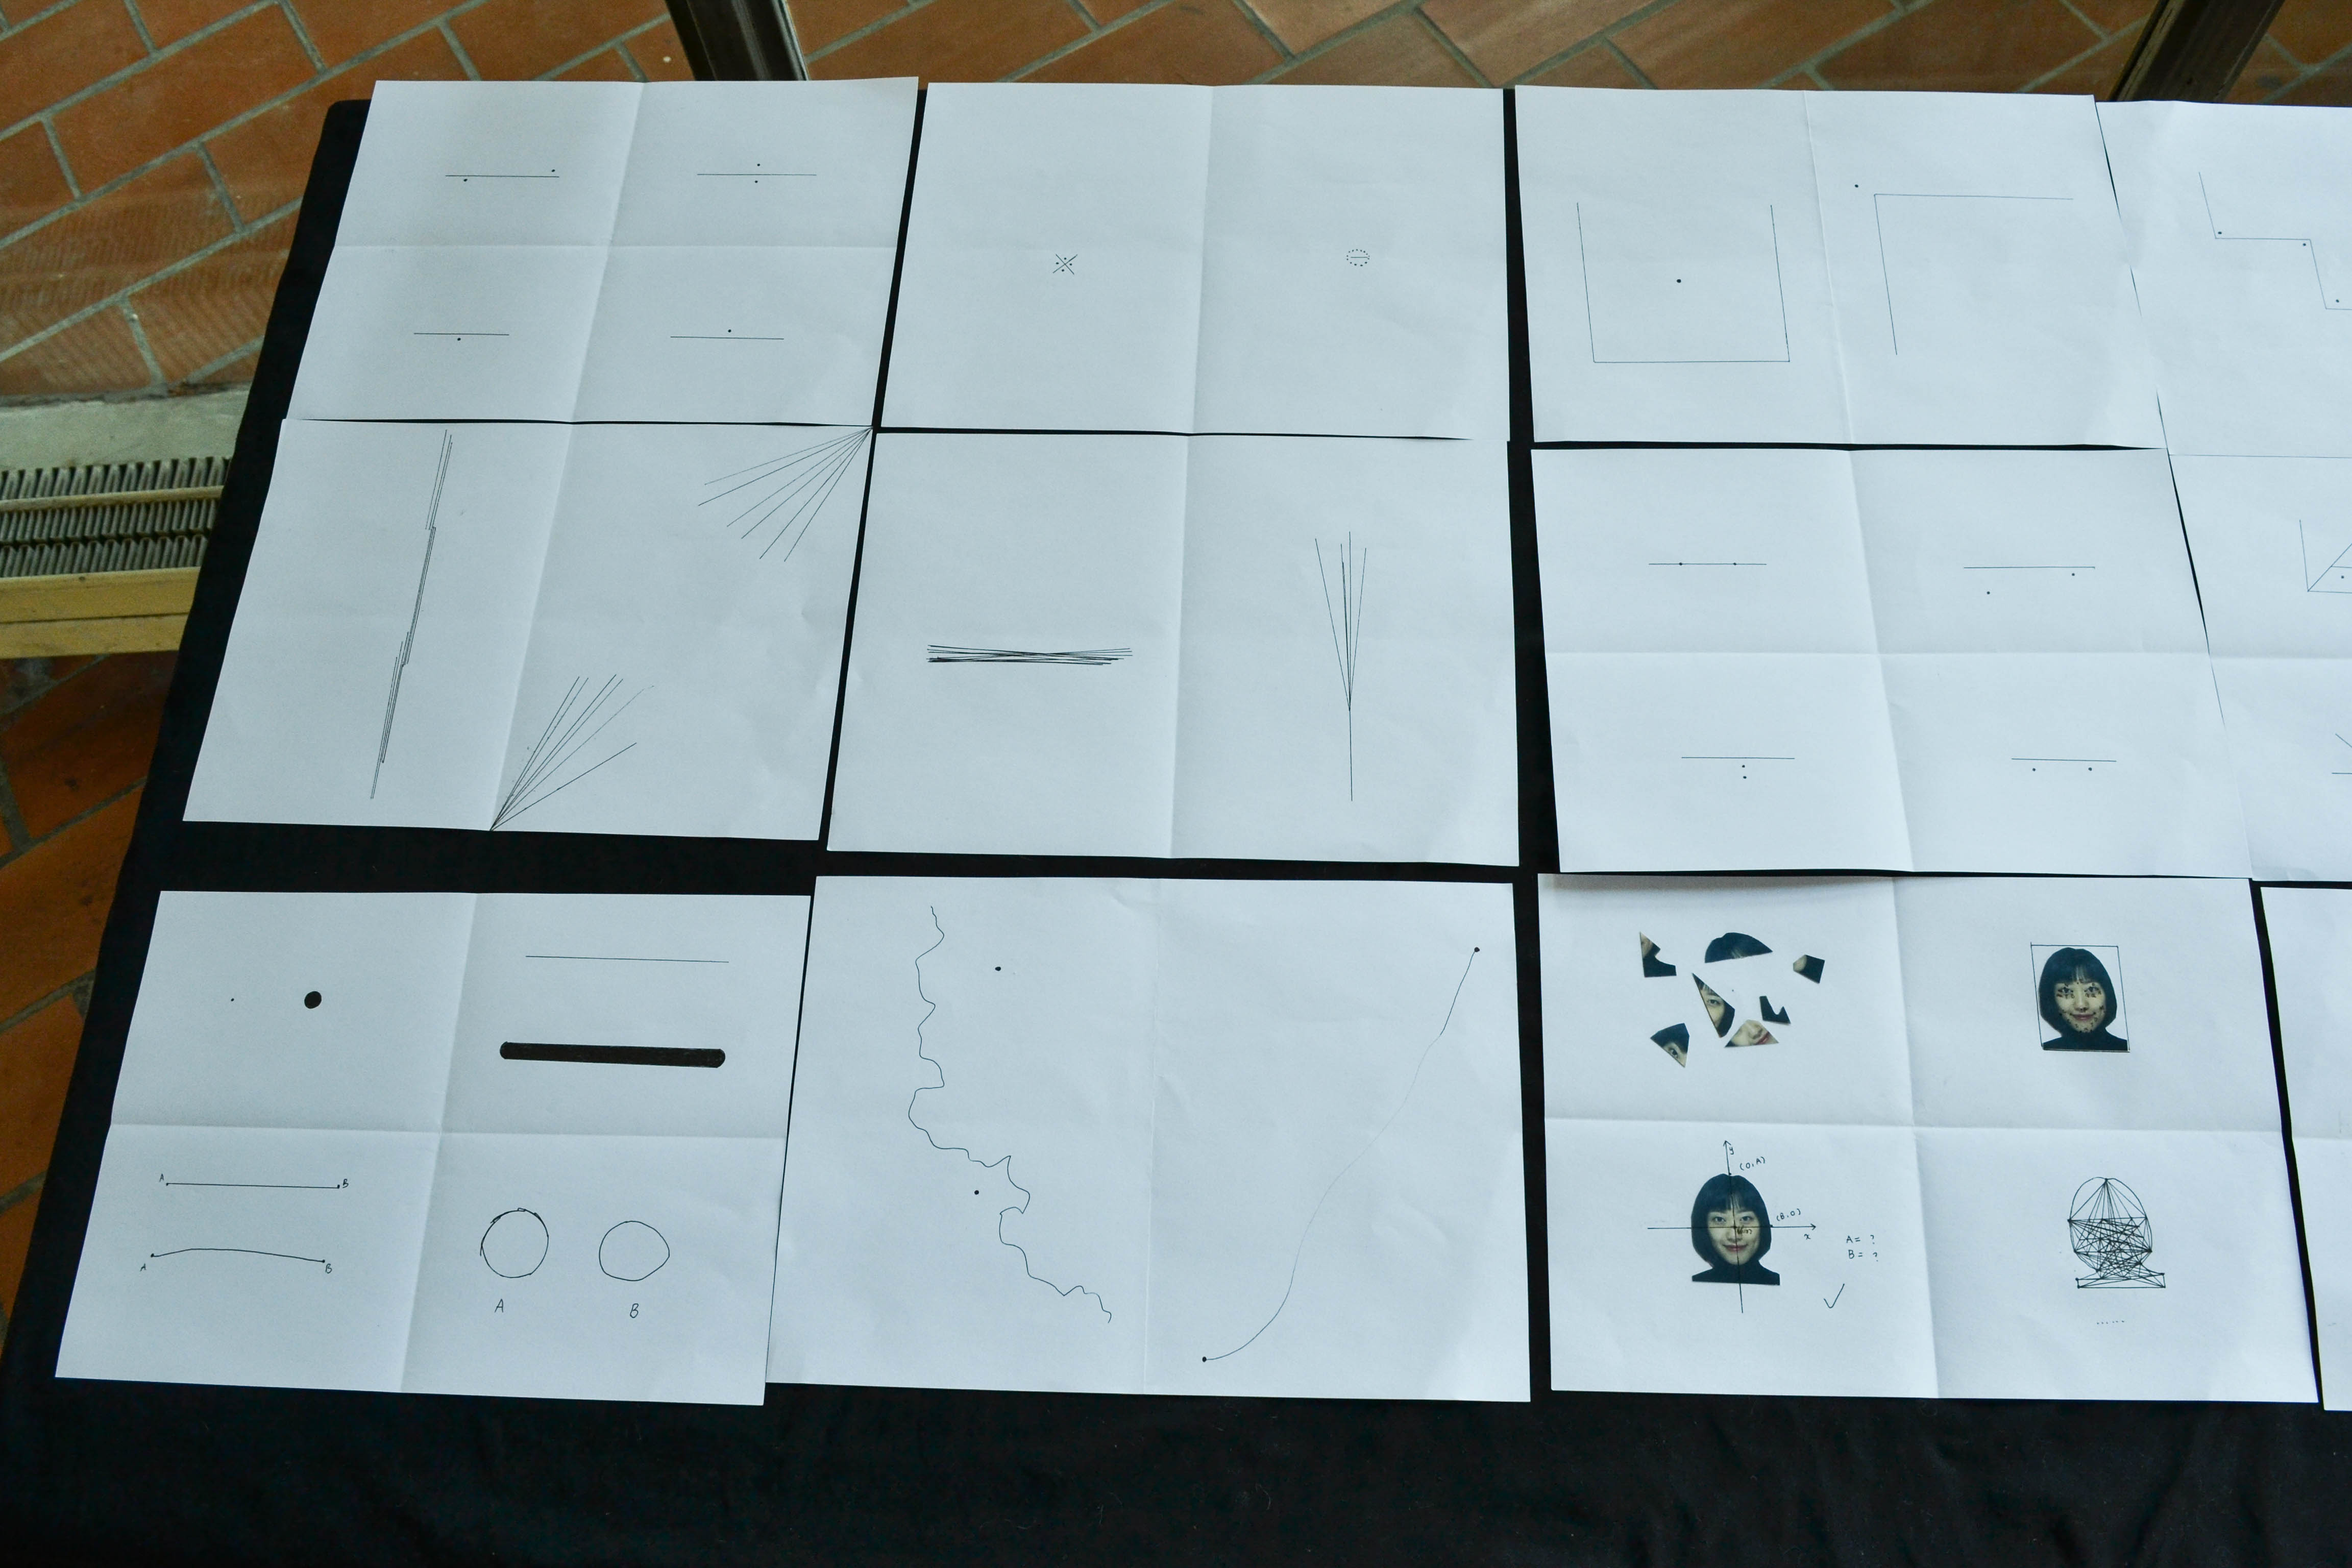 A B
A B
A B
y
(0, A)
(B, 0)
x
A = ?
B = ?
......